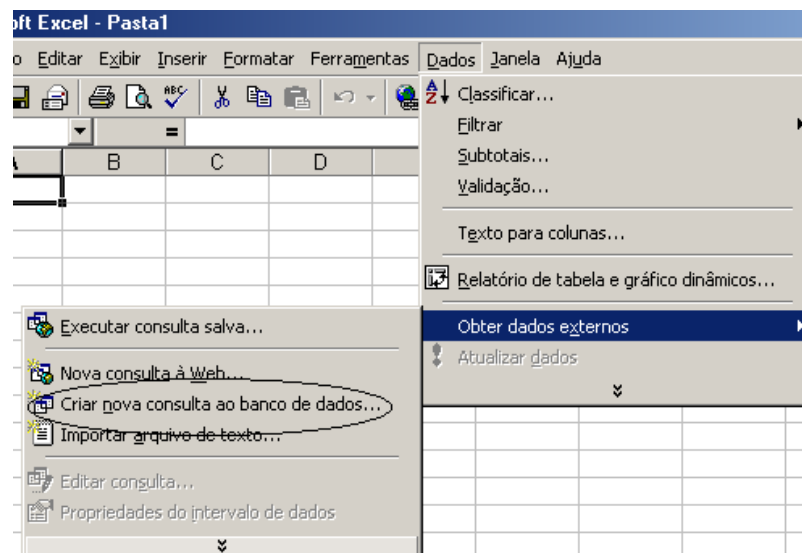 oft Excel - Pasta1
o Editar Exibir Inserir Formatar Ferramentas Dados Janela Ajuda
ABC
=
A B C D
Classificar...
Filtrar
Subtotais...
Validação...
Texto para colunas...
Relatório de tabela e gráfico dinâmicos...
Obter dados externos
Atualizar dados
Executar consulta salva...
Nova consulta à Web...
Criar nova consulta ao banco de dados...
Importar arquivo de texto...
Editar consulta...
Propriedades do intervalo de dados